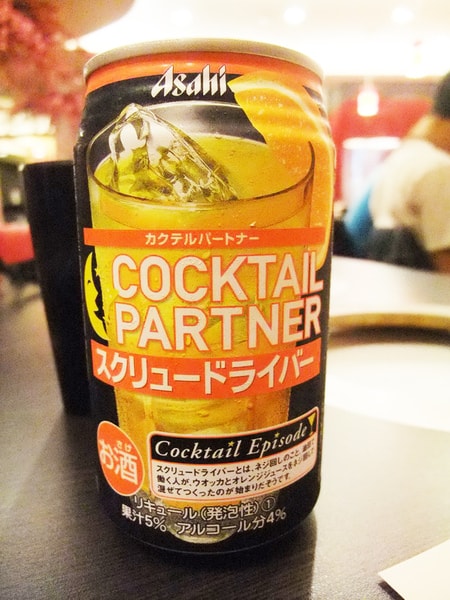 Asahi
カクテルパートナー
COCKTAIL
PARTNER
スクリュードライバー
さけ
お酒
Cocktail Episode
スクリュードライバーとは、ネジ回しのこと。油田で
働く人が、ウオッカとオレンジジュースをネジ回しで
混ぜてつくったのが始まりだそうです。
リキュール(発泡性)①
果汁5% アルコール分4%